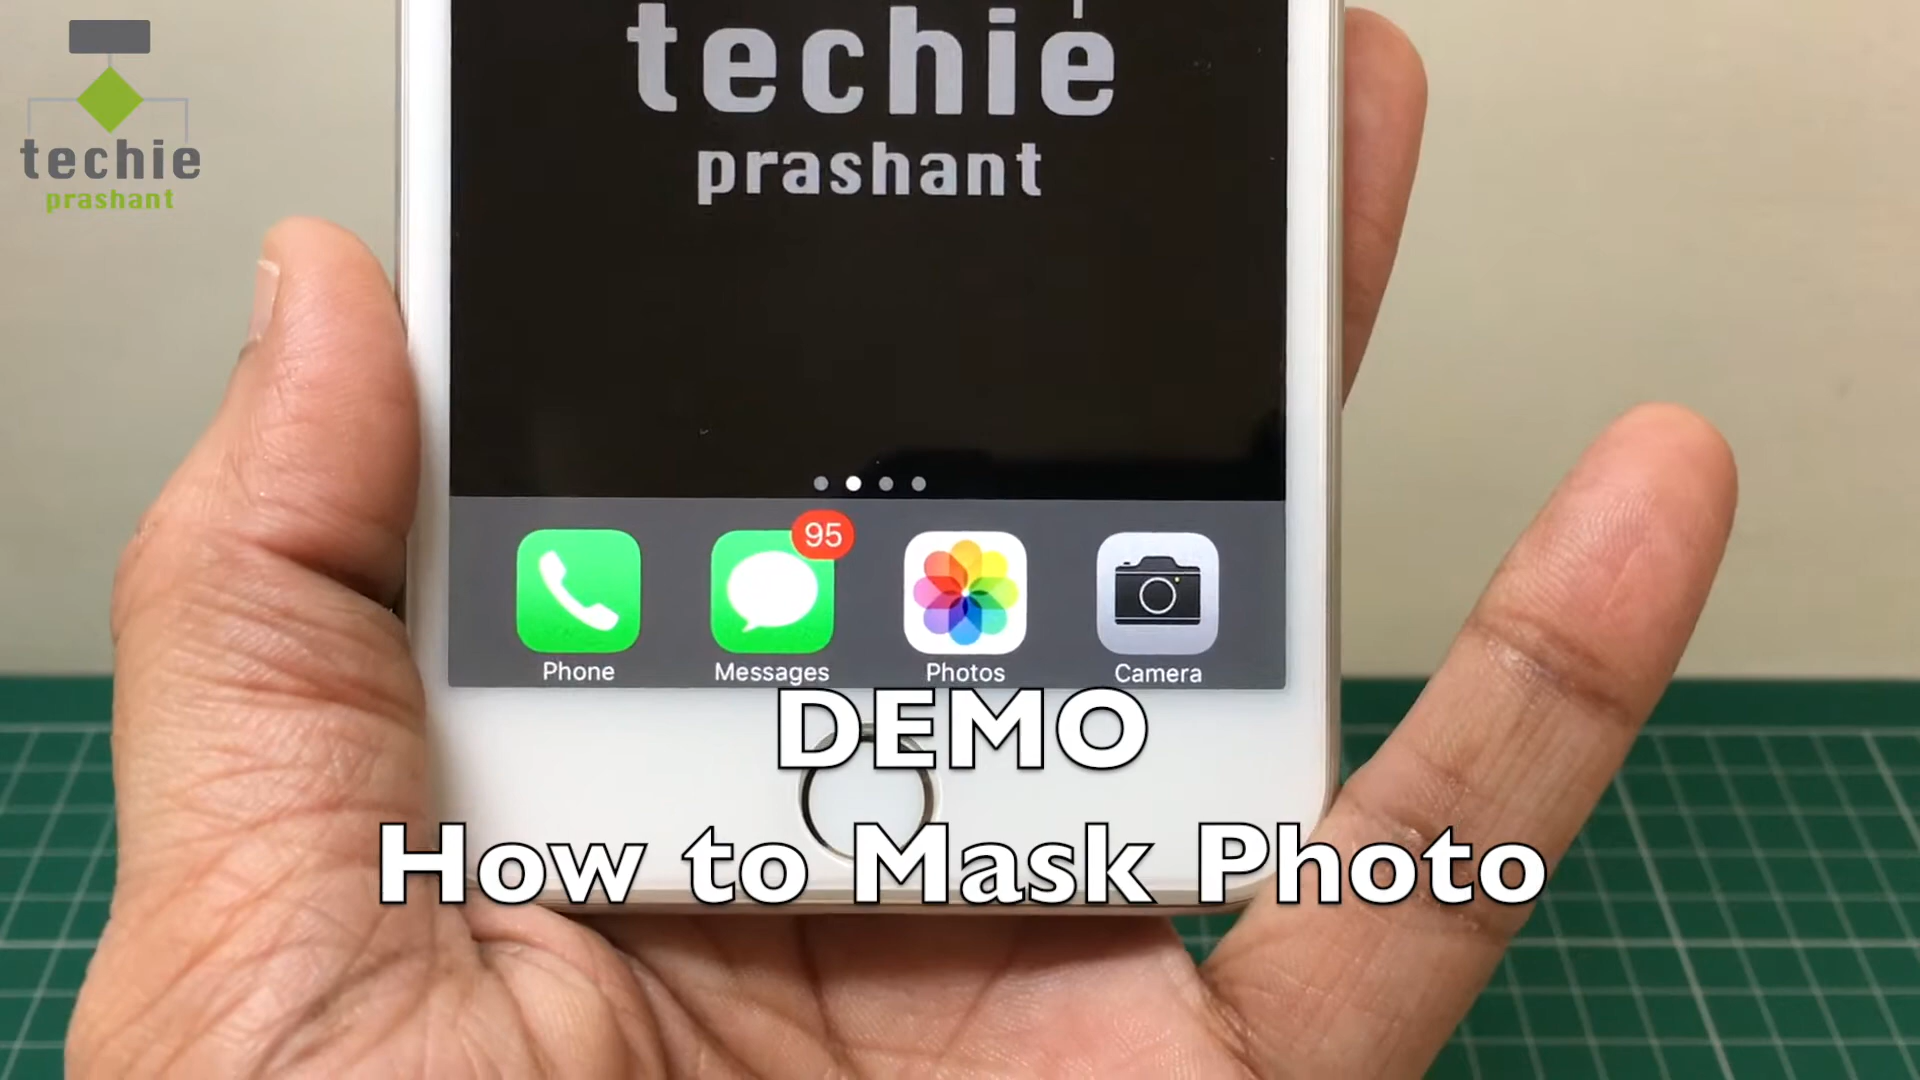 techie
prashant
techie
prashant
95
Phone
Messages
Photos
Camera
DEMO
How to Mask Photo